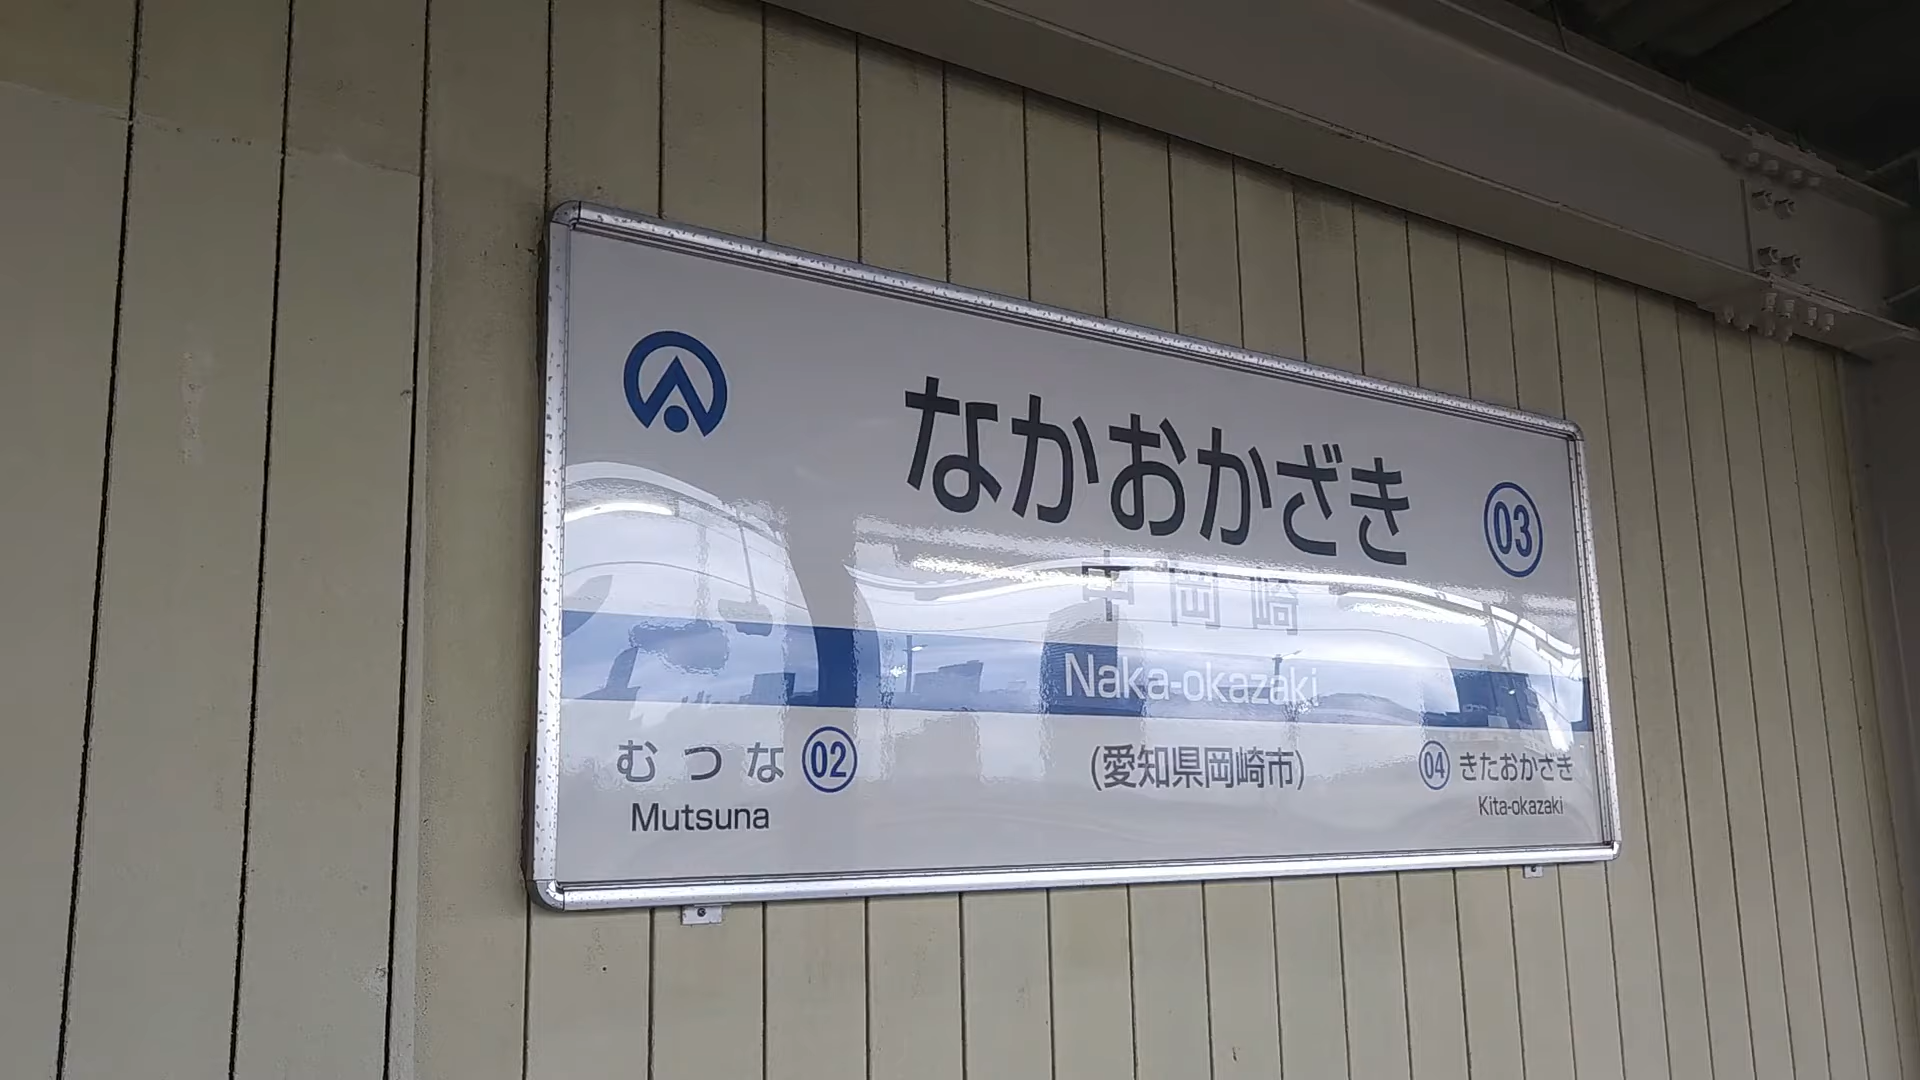 なかおかざき
03
中岡崎
Naka-okazaki
むつな 02
Mutsuna
(愛知県岡崎市)
04 きたおかざき
Kita-okazaki